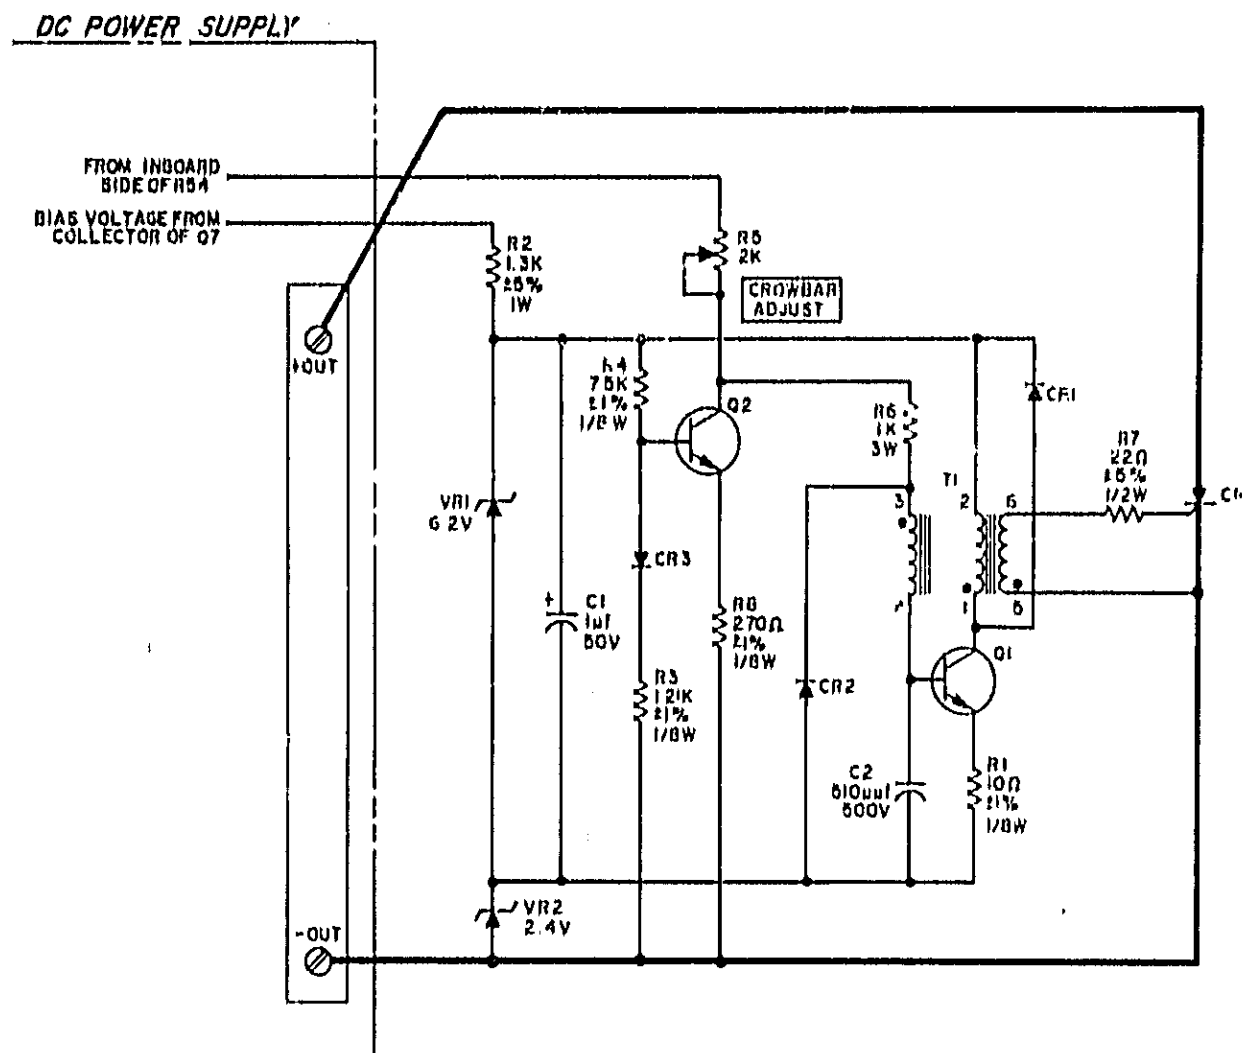 DC POWER SUPPLY
FROM INBOARD
SIDE OF R54
BIAS VOLTAGE FROM
COLLECTOR OF Q7
R2
1.3K
±5%
1W
R5
2K
CROWBAR
ADJUST
+OUT
R4
7.5K
±1%
1/8W
Q2
R6
1K
3W
CR1
R7
22Ω
±5%
1/2W
T1
3
2
6
VR1
6.2V
CR3
C1
1µf
50V
+
R8
270Ω
±1%
1/8W
1
5
Q1
R3
1.21K
±1%
1/8W
CR2
C2
510µµf
500V
R1
10Ω
±1%
1/8W
VR2
2.4V
-OUT